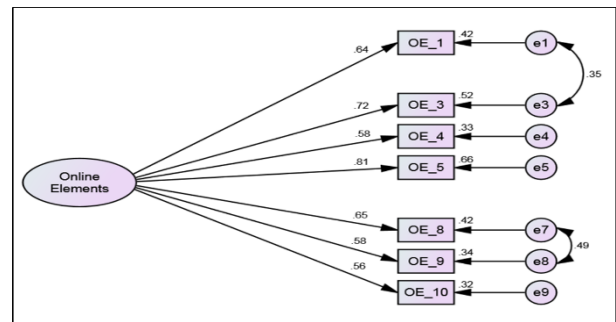 .64 OE_1 .42 e1
.35
.72 OE_3 .52 e3
.58 OE_4 .33 e4
.81 OE_5 .66 e5
Online
Elements
.65 OE_8 .42 e7
.49
.58 OE_9 .34 e8
.56 OE_10 .32 e9